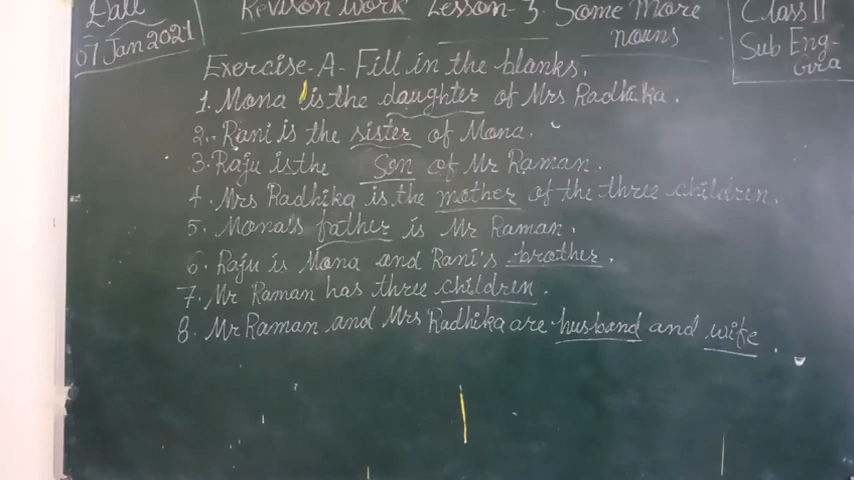 Date
07 Jan 2021
Revison Work Lesson-3. Some More
nouns
Class II
Sub Eng-
Gra
Exercise-A- Fill in the blanks.
1. Mona is the daughter of Mrs Radhika.
2. Rani is the sister of Mona.
3. Raju is the Son of Mr Raman.
4. Mrs Radhika is the mother of the three children.
5. Mona's father is Mr Raman.
6. Raju is Mona and Rani's brother.
7. Mr Raman has three children.
8. Mr Raman and Mrs Radhika are husband and wife.